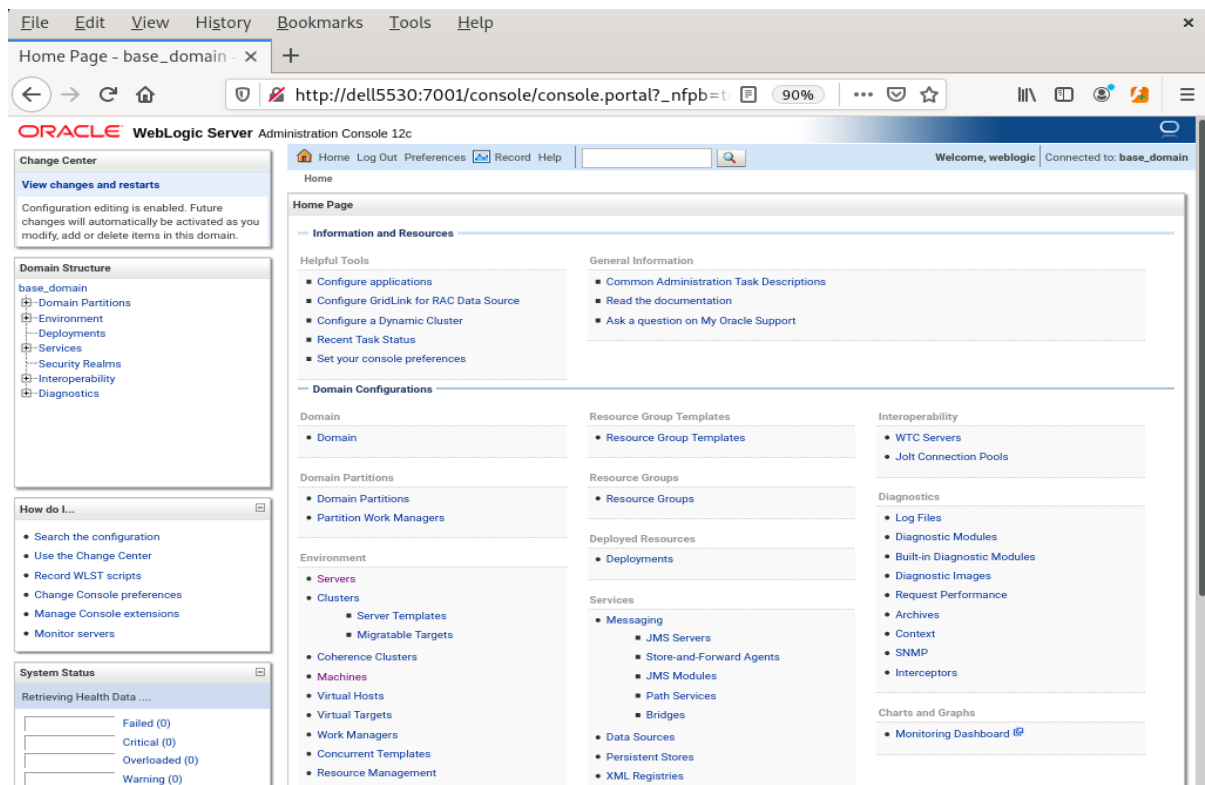 File Edit View History Bookmarks Tools Help
Home Page - base_domain -
http://dell5530:7001/console/console.portal?_nfpb=t
90%
ORACLE WebLogic Server Administration Console 12c
Change Center
View changes and restarts
Configuration editing is enabled. Future
changes will automatically be activated as you
modify, add or delete items in this domain.
Domain Structure
base_domain
Domain Partitions
Environment
Deployments
Services
Security Realms
Interoperability
Diagnostics
How do I...
Search the configuration
Use the Change Center
Record WLST scripts
Change Console preferences
Manage Console extensions
Monitor servers
System Status
Retrieving Health Data ....
Failed (0)
Critical (0)
Overloaded (0)
Warning (0)
Home Log Out Preferences Record Help
Welcome, weblogic Connected to: base_domain
Home
Home Page
Information and Resources
Helpful Tools
Configure applications
Configure GridLink for RAC Data Source
Configure a Dynamic Cluster
Recent Task Status
Set your console preferences
General Information
Common Administration Task Descriptions
Read the documentation
Ask a question on My Oracle Support
Domain Configurations
Domain
Domain
Domain Partitions
Domain Partitions
Partition Work Managers
Environment
Servers
Clusters
Server Templates
Migratable Targets
Coherence Clusters
Machines
Virtual Hosts
Virtual Targets
Work Managers
Concurrent Templates
Resource Management
Resource Group Templates
Resource Group Templates
Resource Groups
Resource Groups
Deployed Resources
Deployments
Services
Messaging
JMS Servers
Store-and-Forward Agents
JMS Modules
Path Services
Bridges
Data Sources
Persistent Stores
XML Registries
Interoperability
WTC Servers
Jolt Connection Pools
Diagnostics
Log Files
Diagnostic Modules
Built-in Diagnostic Modules
Diagnostic Images
Request Performance
Archives
Context
SNMP
Interceptors
Charts and Graphs
Monitoring Dashboard